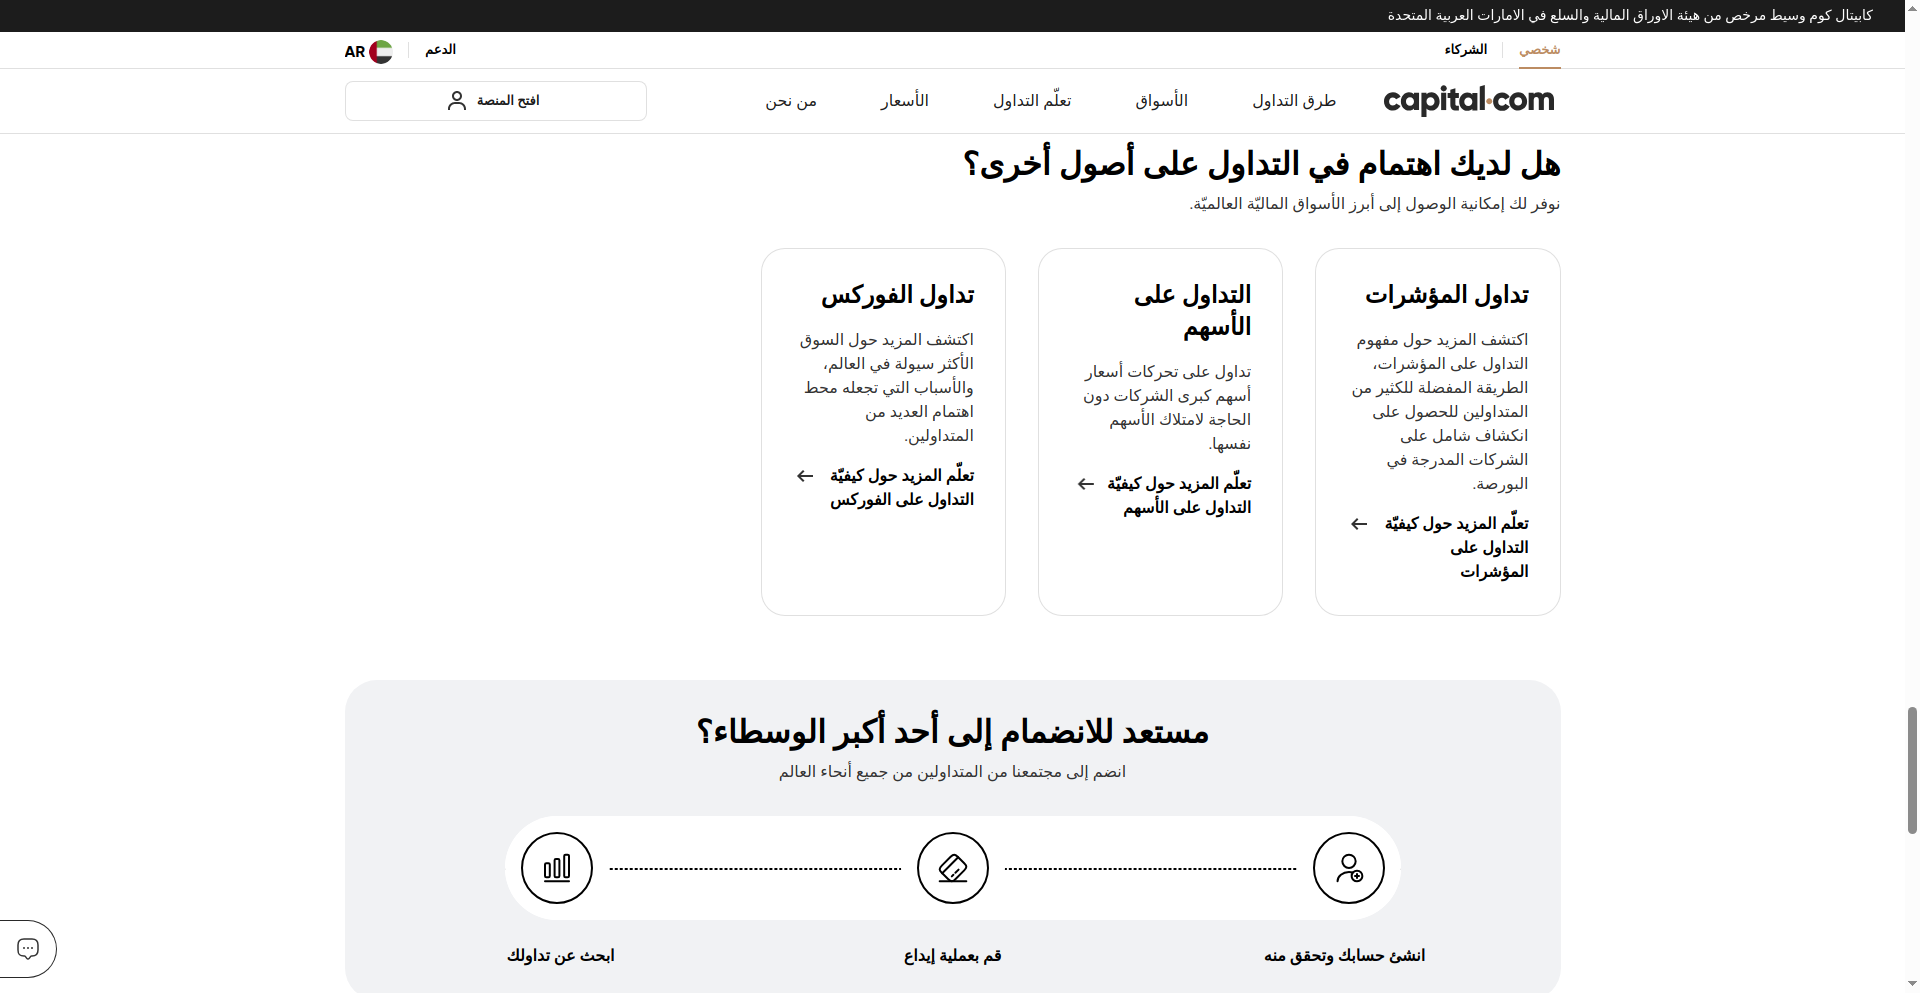 كابيتال كوم وسيط مرخص من هيئة الاوراق المالية والسلع في الامارات العربية المتحدة
شخصي
الشركاء
الدعم
AR
capital.com
طرق التداول
الأسواق
تعلّم التداول
الأسعار
من نحن
افتح المنصة
هل لديك اهتمام في التداول على أصول أخرى؟
نوفر لك إمكانية الوصول إلى أبرز الأسواق الماليّة العالميّة.
تداول المؤشرات
اكتشف المزيد حول مفهوم
التداول على المؤشرات،
الطريقة المفضلة للكثير من
المتداولين للحصول على
انكشاف شامل على
الشركات المدرجة في
البورصة.
تعلّم المزيد حول كيفيّة
التداول على
المؤشرات
التداول على
الأسهم
تداول على تحركات أسعار
أسهم كبرى الشركات دون
الحاجة لامتلاك الأسهم
نفسها.
تعلّم المزيد حول كيفيّة
التداول على الأسهم
تداول الفوركس
اكتشف المزيد حول السوق
الأكثر سيولة في العالم،
والأسباب التي تجعله محط
اهتمام العديد من
المتداولين.
تعلّم المزيد حول كيفيّة
التداول على الفوركس
مستعد للانضمام إلى أحد أكبر الوسطاء؟
انضم إلى مجتمعنا من المتداولين من جميع أنحاء العالم
انشئ حسابك وتحقق منه
قم بعملية إيداع
ابحث عن تداولك